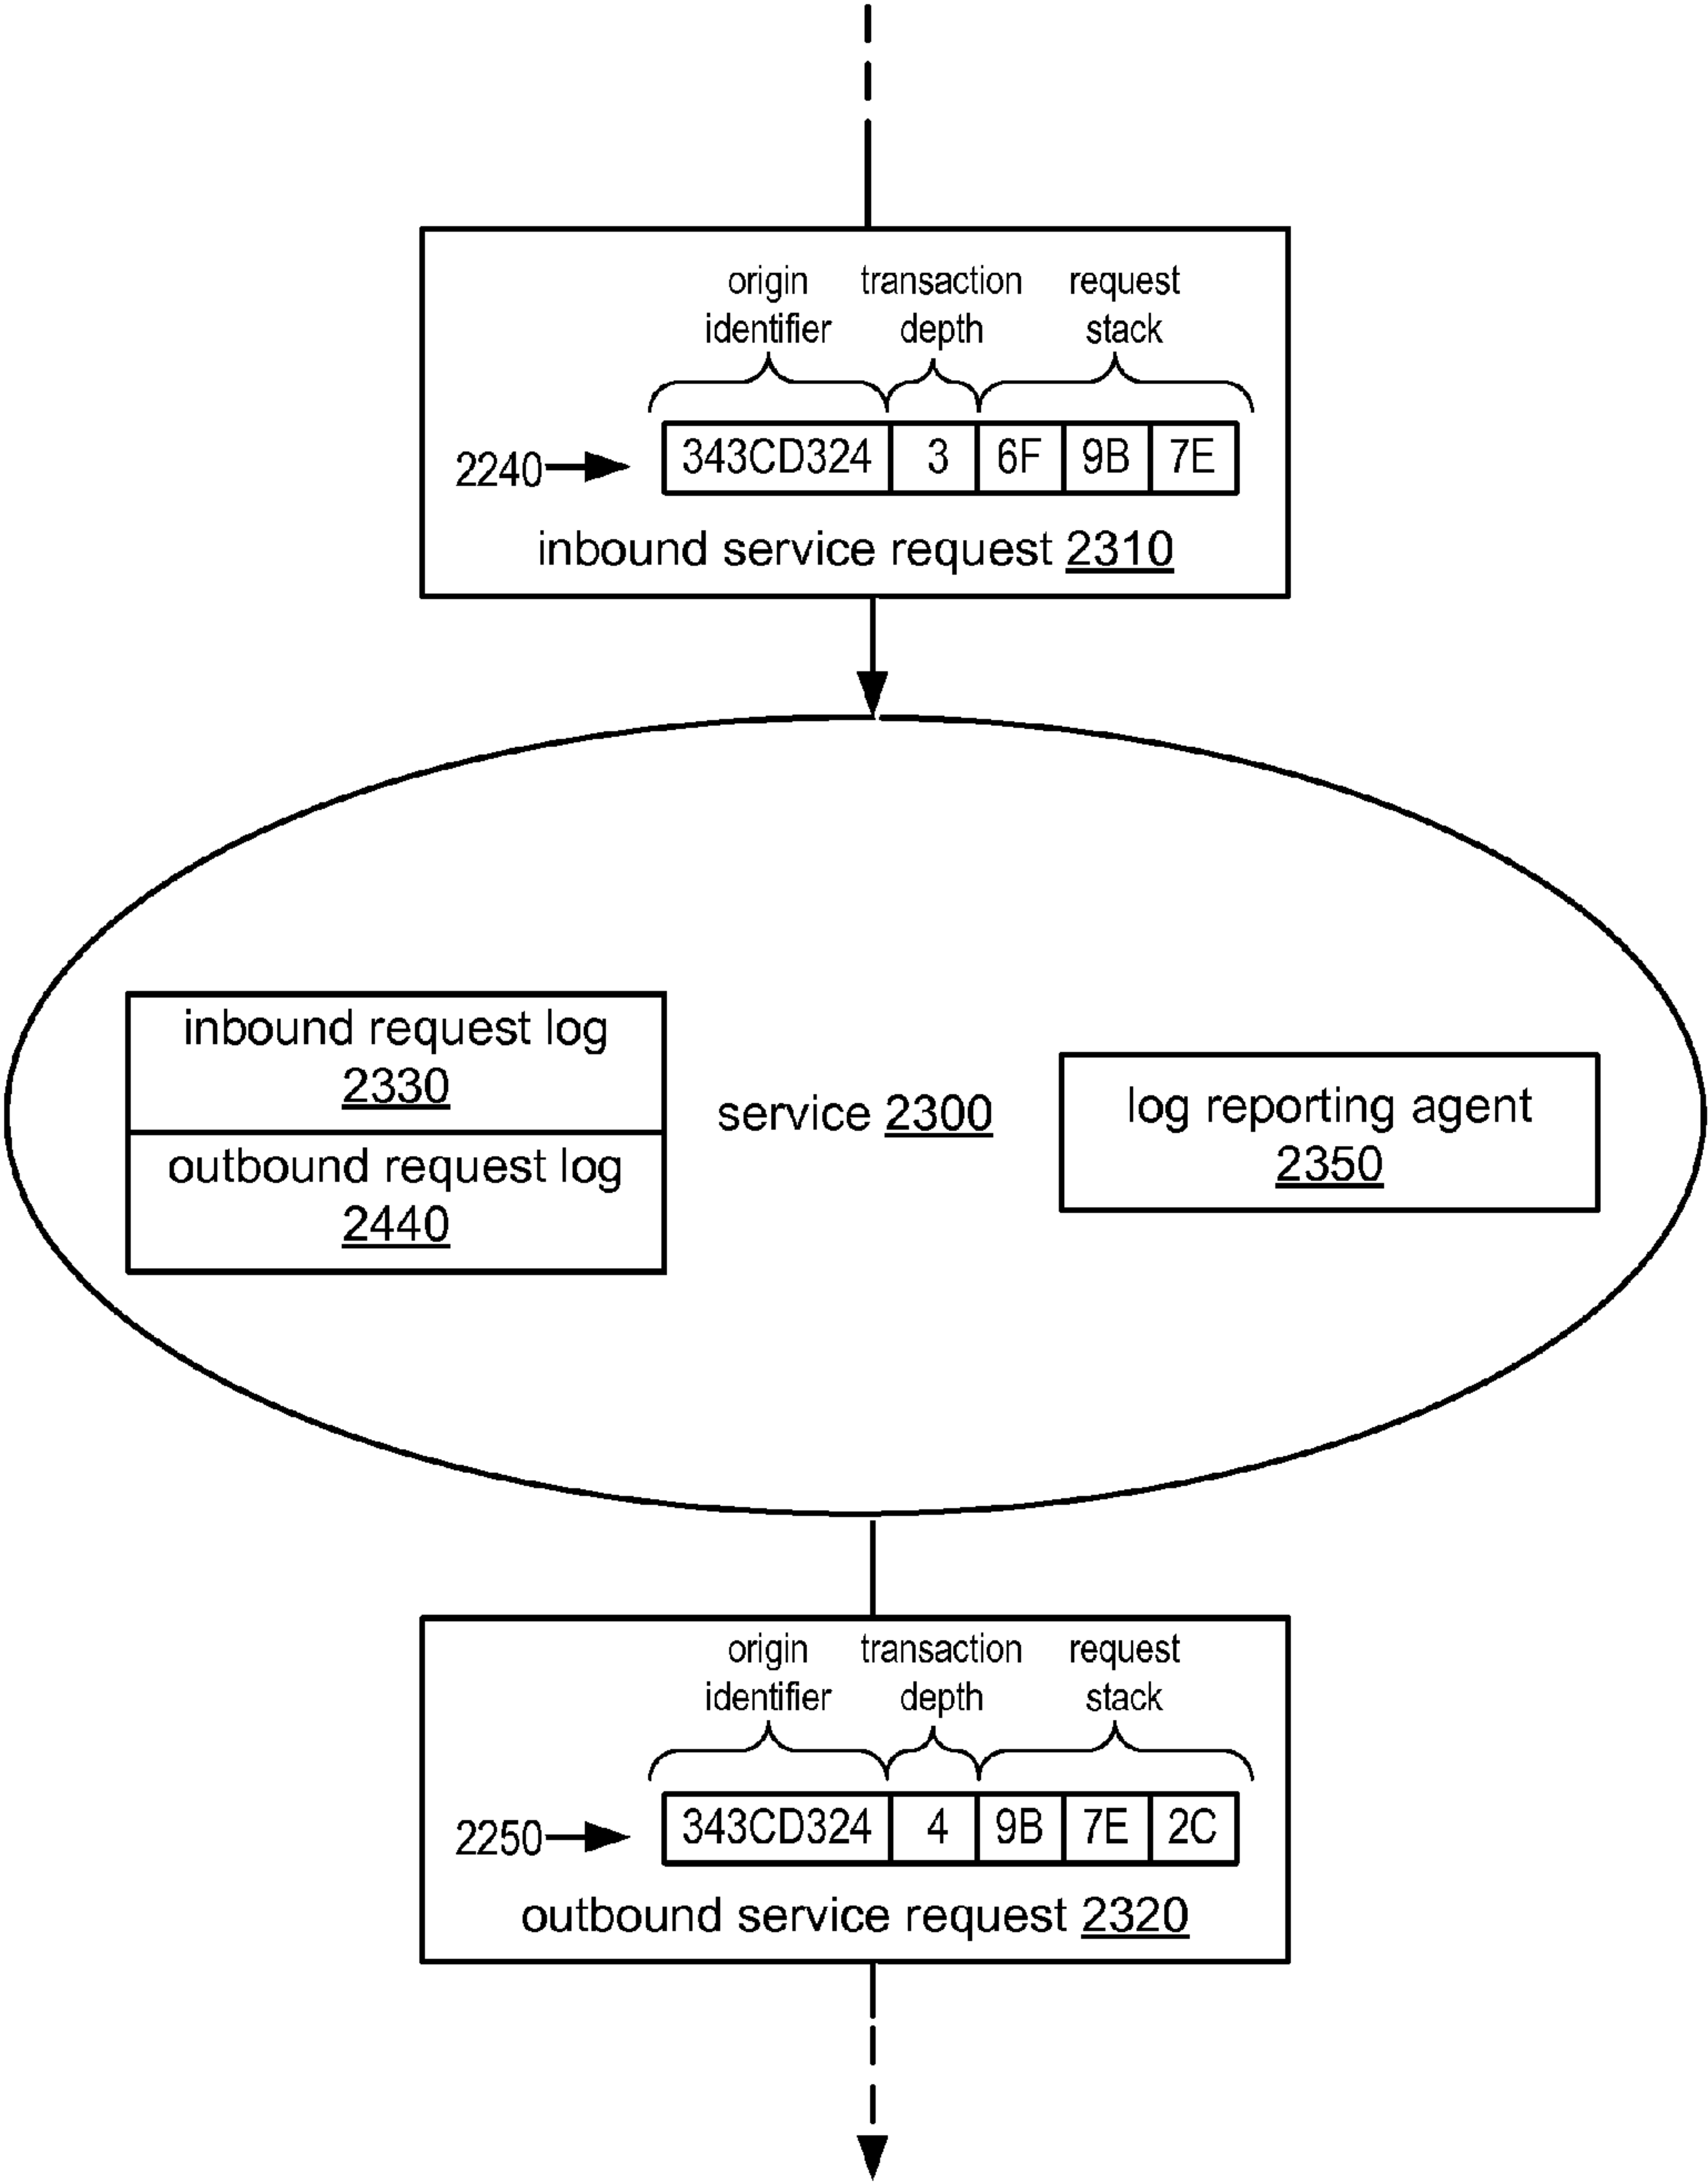 origin transaction request
identifier depth stack
2240 343CD324 3 6F 9B 7E
inbound service request 2310
inbound request log
2330
outbound request log
2440
service 2300
log reporting agent
2350
origin transaction request
identifier depth stack
2250 343CD324 4 9B 7E 2C
outbound service request 2320